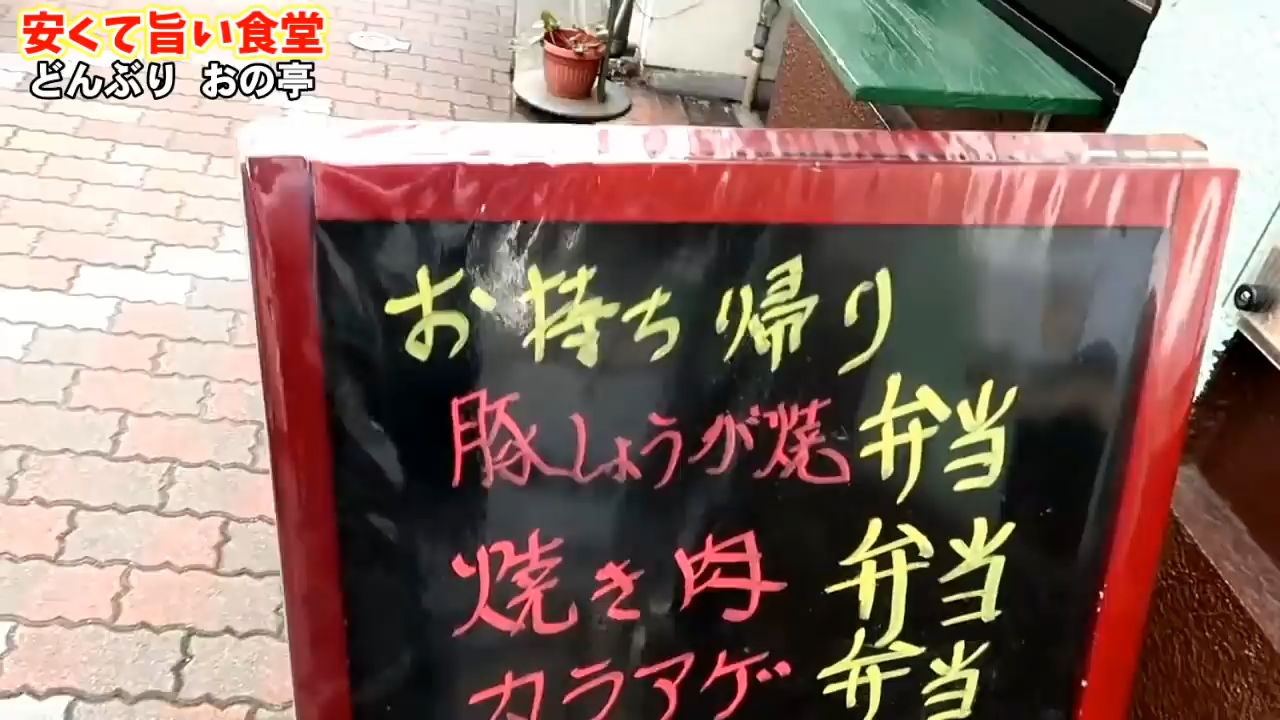 安くて旨い食堂
どんぶり おの亭
お持ち帰り
豚しょうが焼弁当
焼き肉弁当
カラアゲ弁当